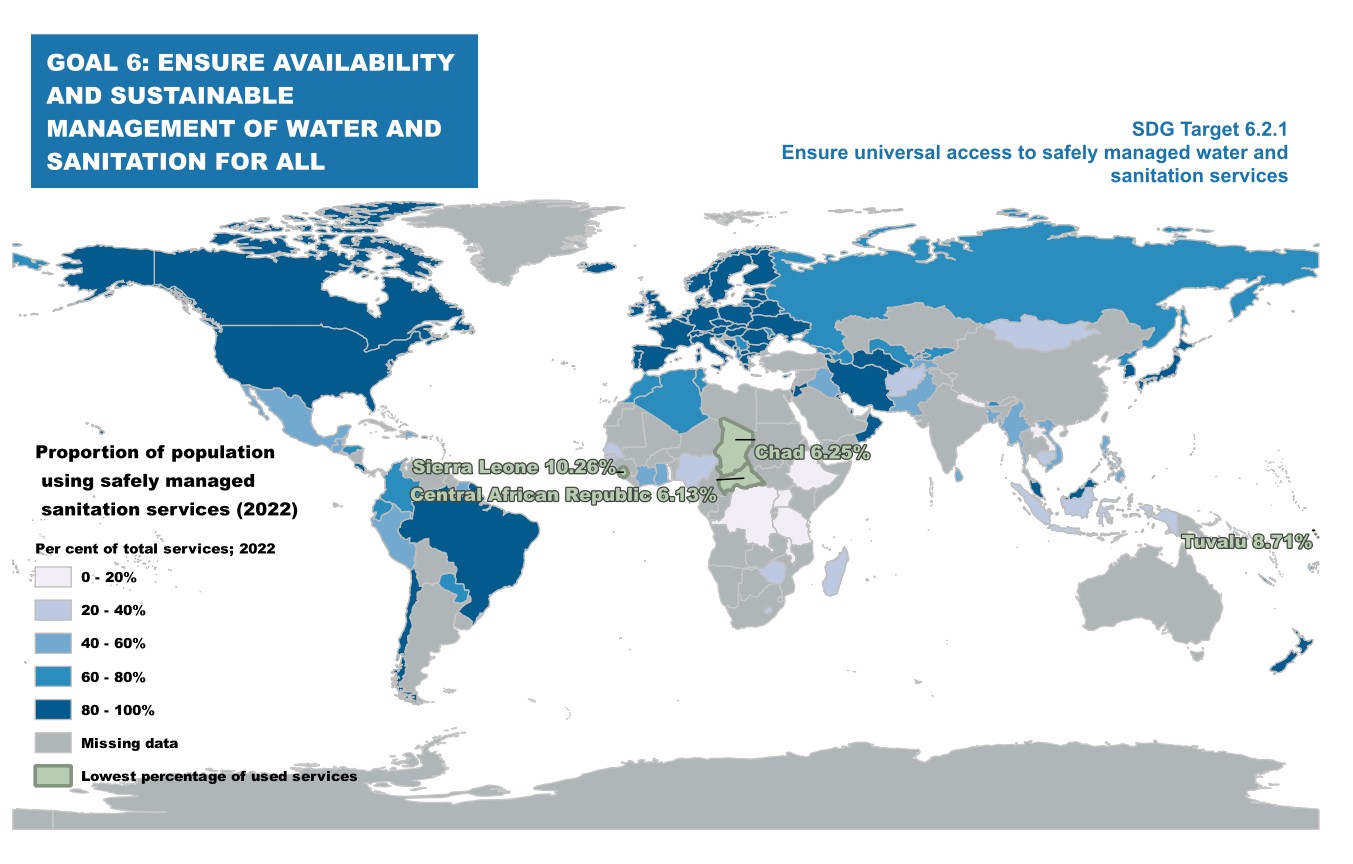 GOAL 6: ENSURE AVAILABILITY
AND SUSTAINABLE
MANAGEMENT OF WATER AND
SANITATION FOR ALL
SDG Target 6.2.1
Ensure universal access to safely managed water and
sanitation services
Chad 6.25%
Sierra Leone 10.26%
Central African Republic 6.13%
Tuvalu 8.71%
Proportion of population
using safely managed
sanitation services (2022)
Per cent of total services; 2022
0 - 20%
20 - 40%
40 - 60%
60 - 80%
80 - 100%
Missing data
Lowest percentage of used services